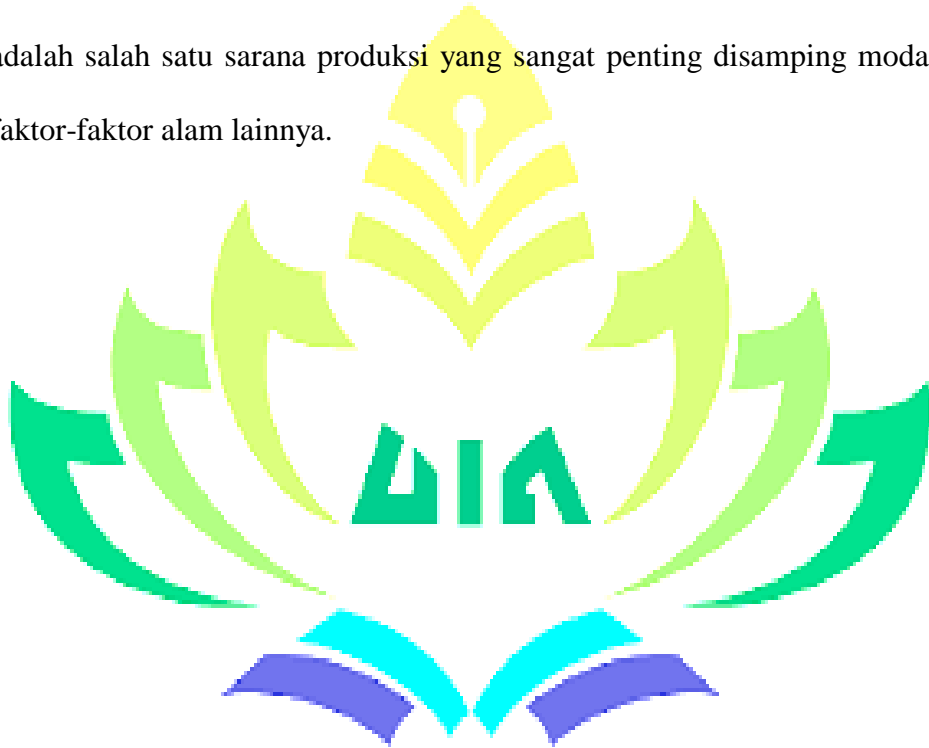 adalah salah satu sarana produksi yang sangat penting disamping moda
faktor-faktor alam lainnya.
UIN